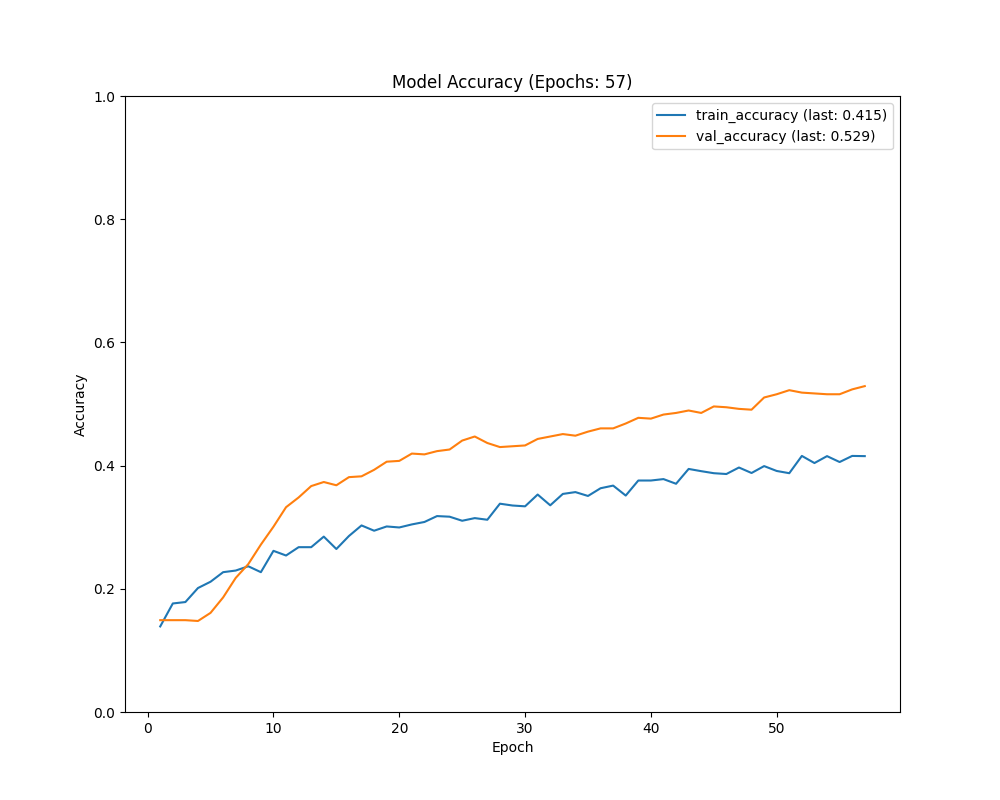 Model Accuracy (Epochs: 57)
train_accuracy (last: 0.415)
val_accuracy (last: 0.529)
Accuracy
1.0
0.8
0.6
0.4
0.2
0.0
0 10 20 30 40 50
Epoch